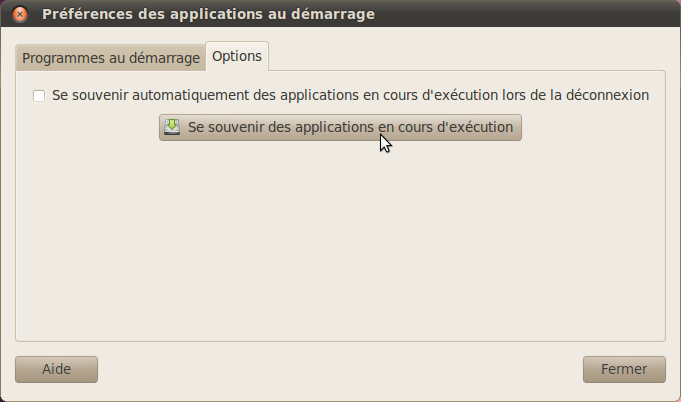 Préférences des applications au démarrage
Programmes au démarrage
Options
Se souvenir automatiquement des applications en cours d'exécution lors de la déconnexion
Se souvenir des applications en cours d'exécution
Aide
Fermer